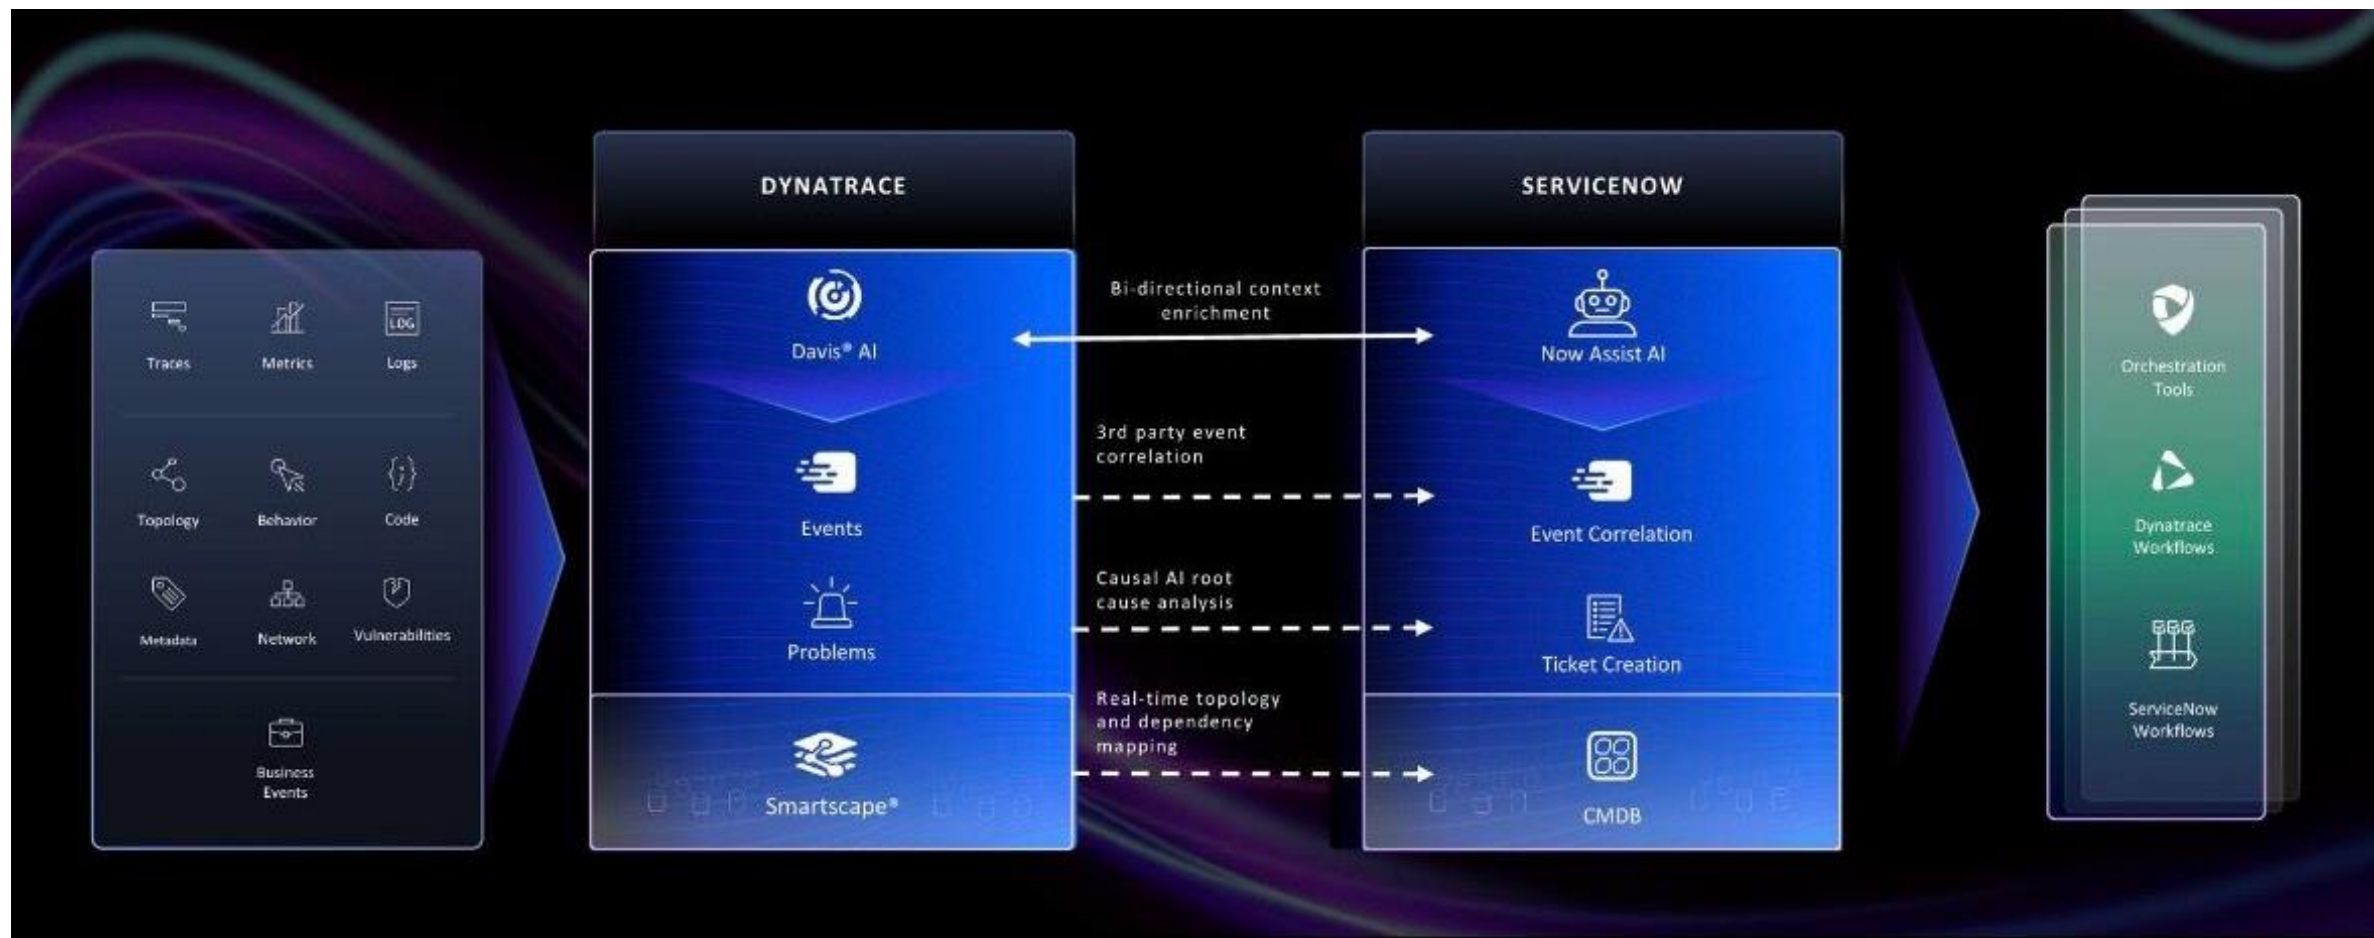 DYNATRACE
SERVICENOW
Traces
Metrics
Logs
LOG
Topology
Behavior
Code
Metadata
Network
Vulnerabilities
Business
Events
Davis® AI
Events
Problems
Smartscape®
Bi-directional context
enrichment
3rd party event
correlation
Causal AI root
cause analysis
Real-time topology
and dependency
mapping
Now Assist AI
Event Correlation
Ticket Creation
CMDB
Orchestration
Tools
Dynatrace
Workflows
ServiceNow
Workflows